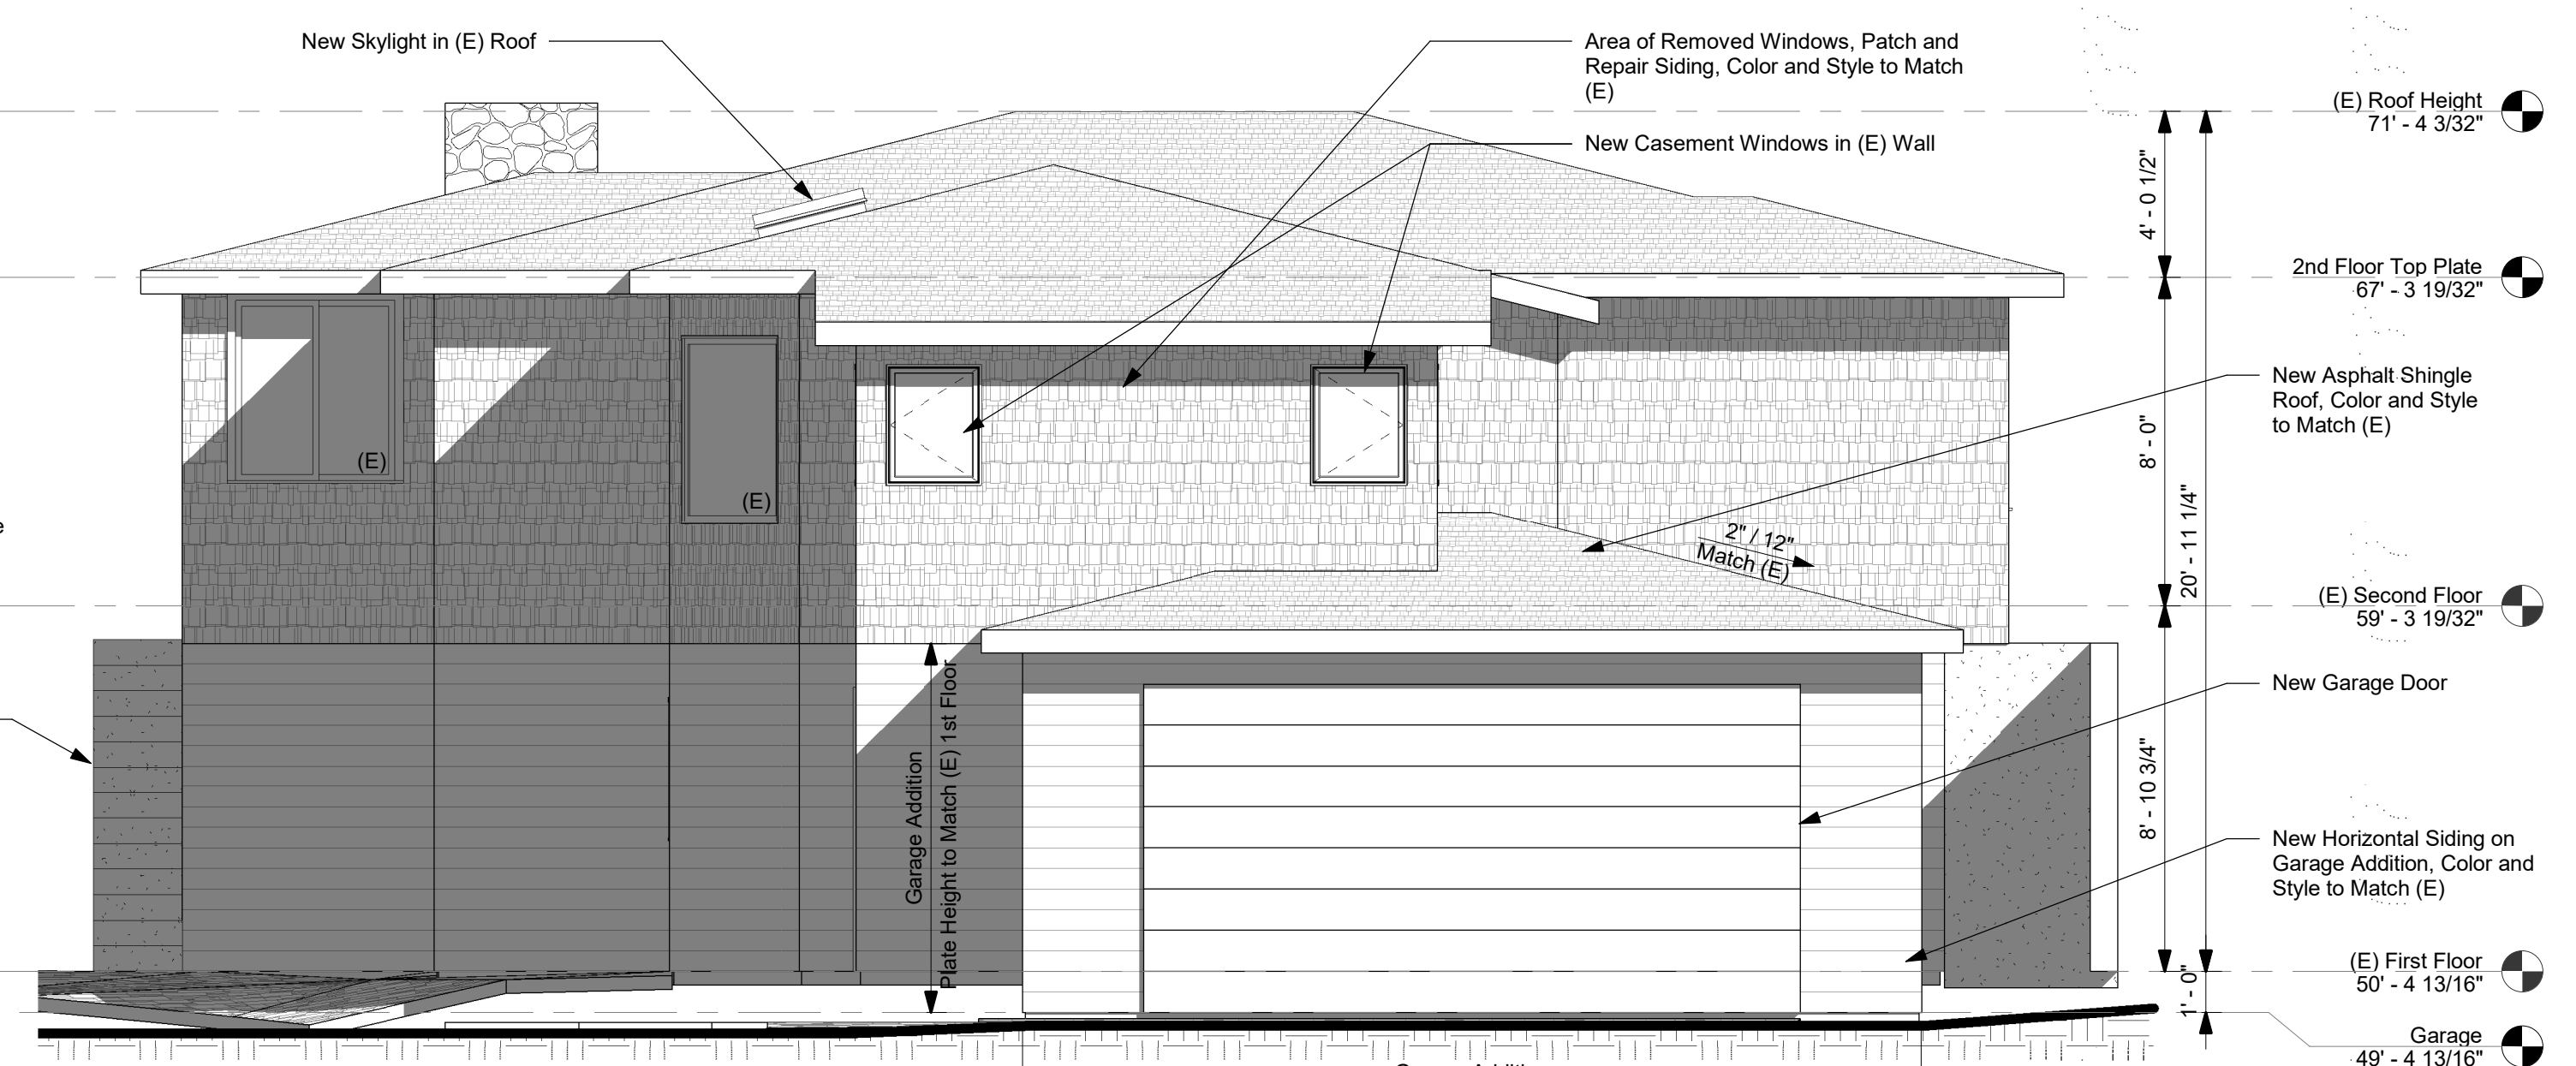 New Skylight in (E) Roof
Area of Removed Windows, Patch and
Repair Siding, Color and Style to Match
(E)
New Casement Windows in (E) Wall
(E) Roof Height
71' - 4 3/32"
4' - 0 1/2"
2nd Floor Top Plate
67' - 3 19/32"
New Asphalt Shingle
Roof, Color and Style
to Match (E)
8' - 0"
(E)
(E)
20' - 11 1/4"
2" / 12"
Match (E)
(E) Second Floor
59' - 3 19/32"
New Garage Door
Garage Addition
Plate Height to Match (E) 1st Floor
8' - 10 3/4"
New Horizontal Siding on
Garage Addition, Color and
Style to Match (E)
(E) First Floor
50' - 4 13/16"
1' - 0"
Garage
49' - 4 13/16"